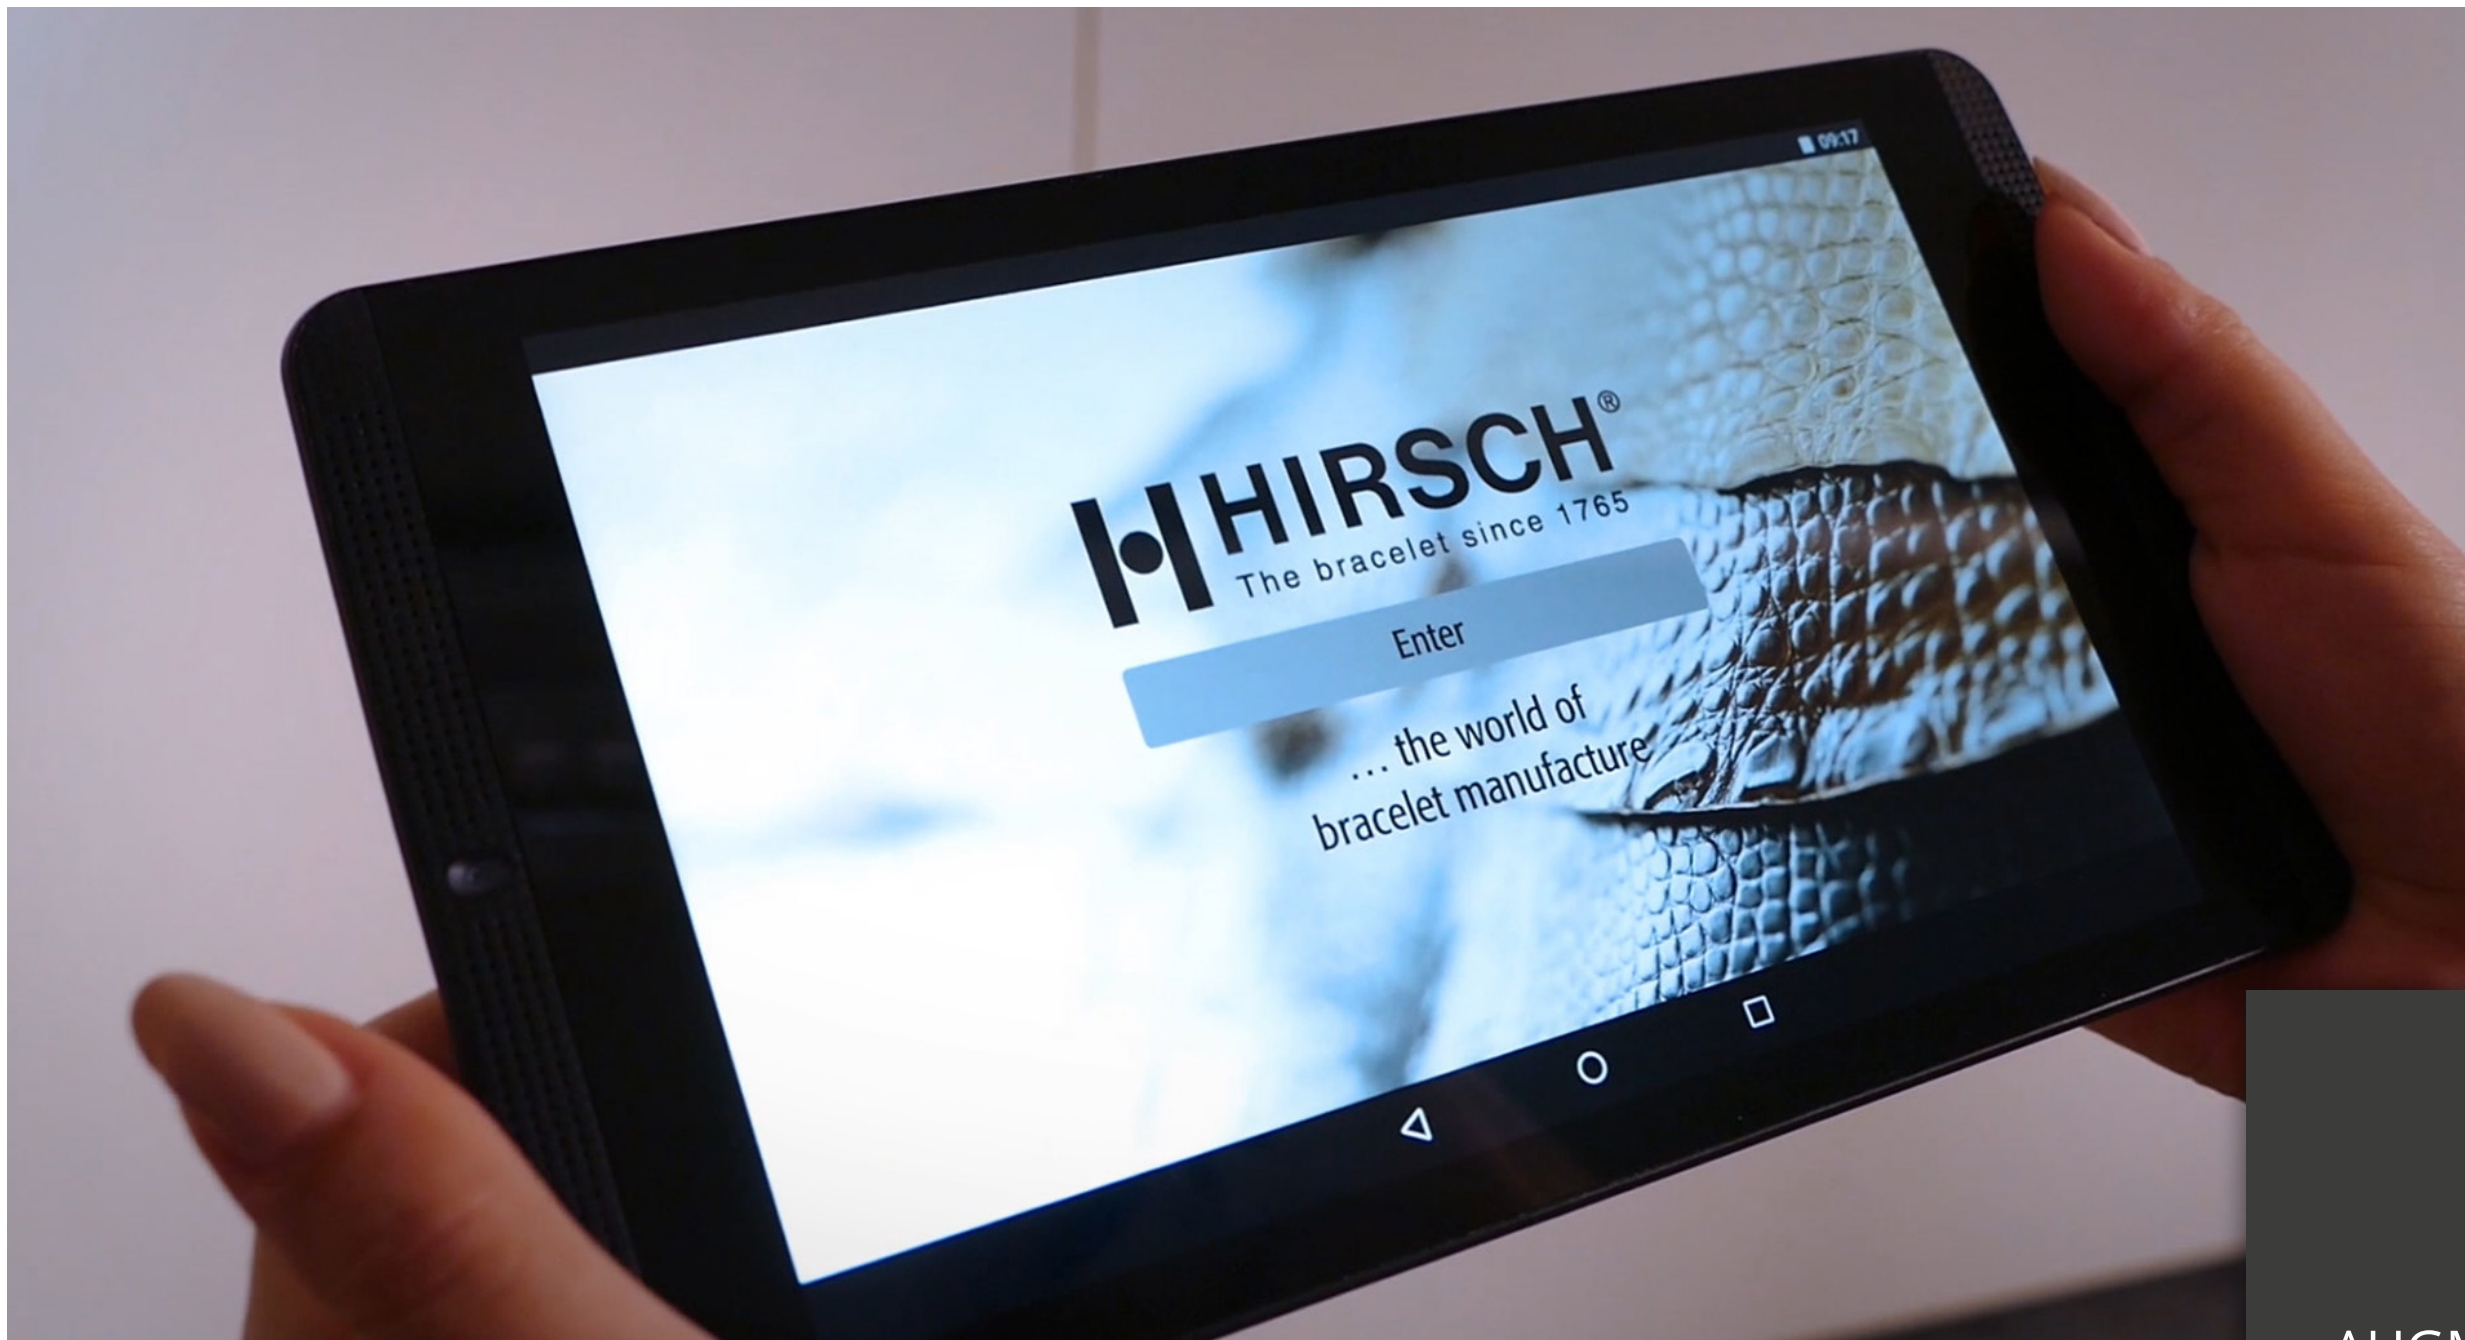 09:17
HIRSCH®
The bracelet since 1765
Enter
... the world of
bracelet manufacture